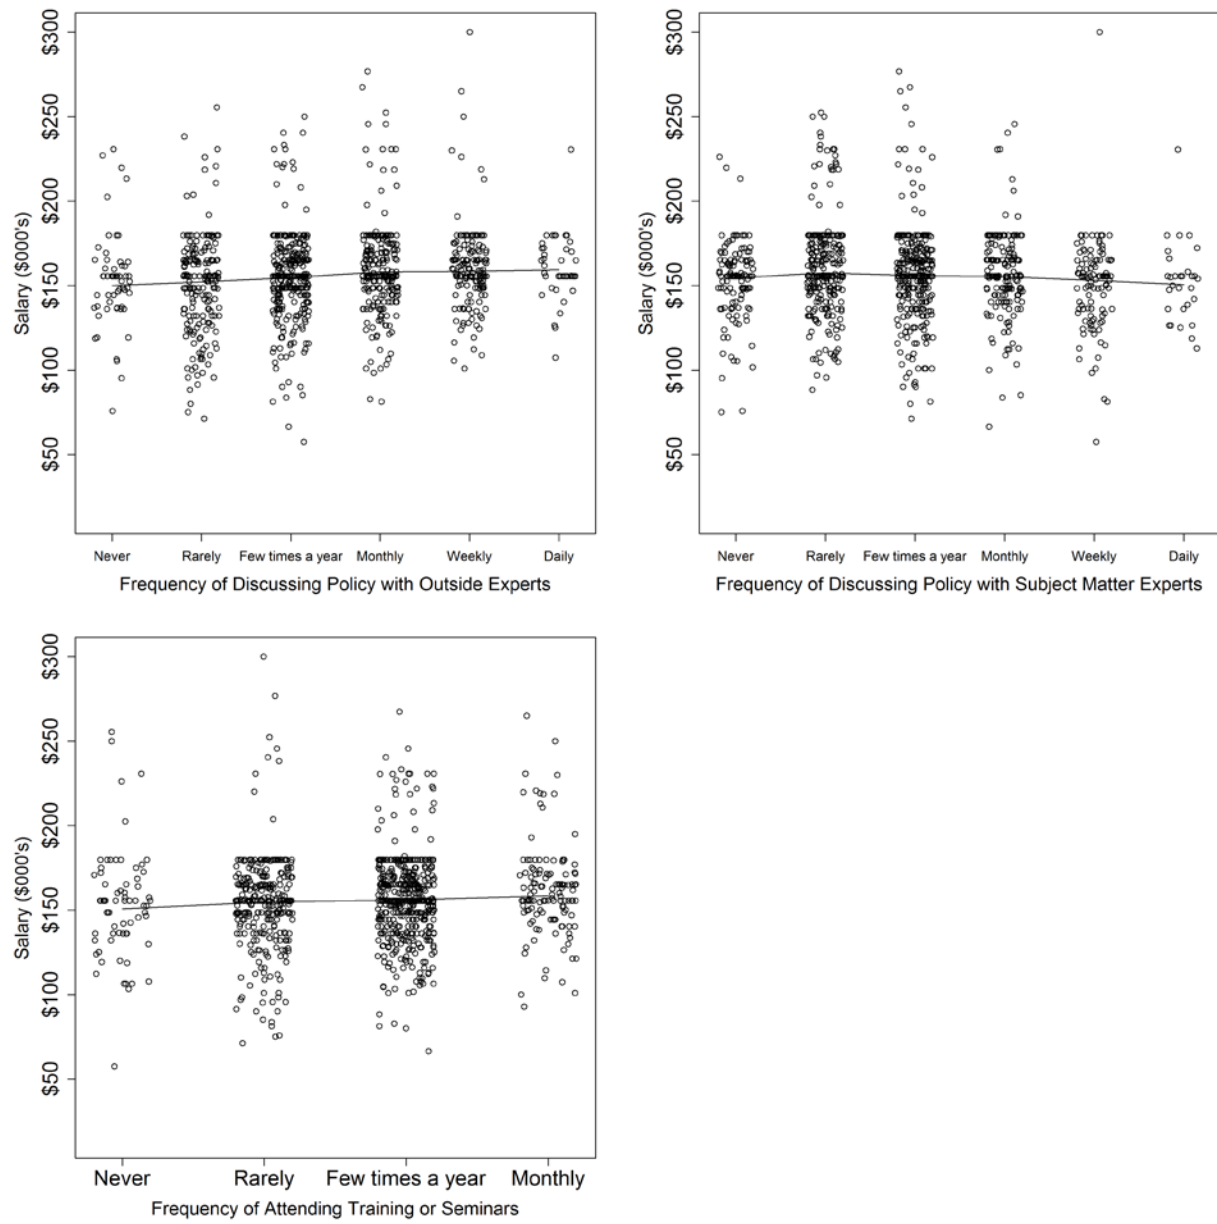 $300
$250
$200
$150
$100
$50
Salary ($000's)
Never Rarely Few times a year Monthly Weekly Daily
Frequency of Discussing Policy with Outside Experts
$300
$250
$200
$150
$100
$50
Salary ($000's)
Never Rarely Few times a year Monthly Weekly Daily
Frequency of Discussing Policy with Subject Matter Experts
$300
$250
$200
$150
$100
$50
Salary ($000's)
Never Rarely Few times a year Monthly
Frequency of Attending Training or Seminars